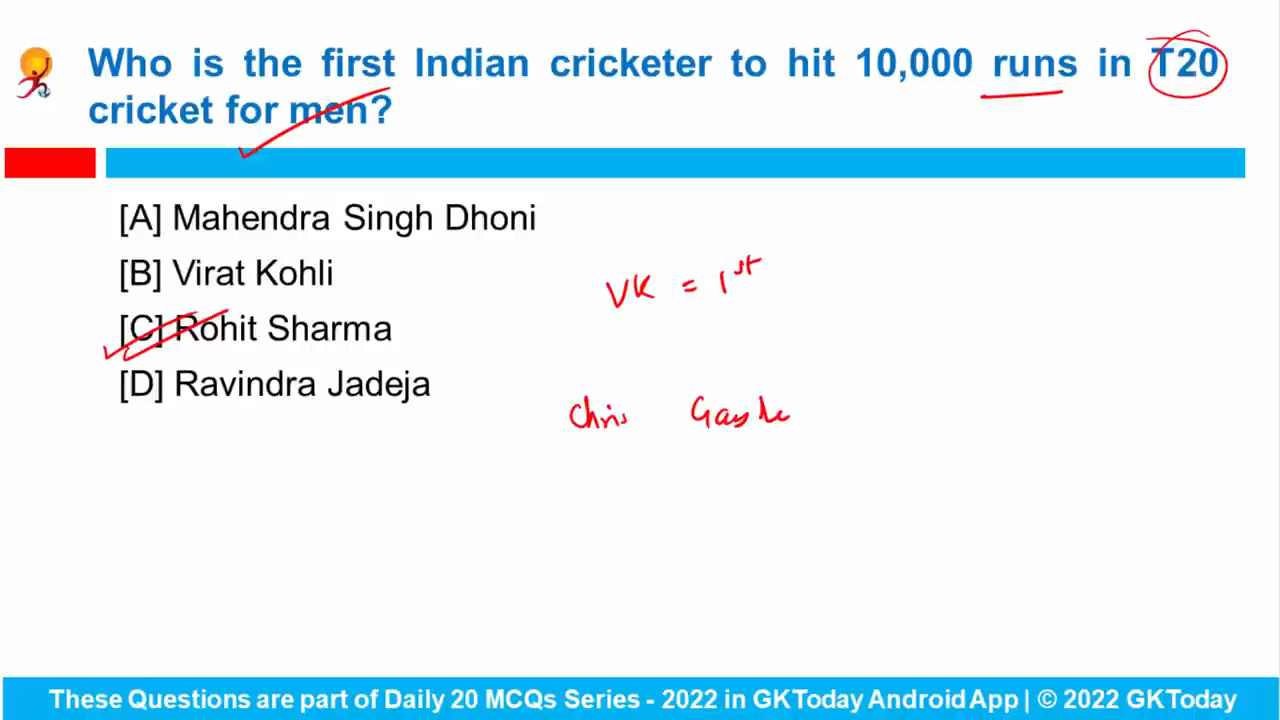 Who is the first Indian cricketer to hit 10,000 runs in T20
cricket for men?
[A] Mahendra Singh Dhoni
[B] Virat Kohli
VK = 1st
[C] Rohit Sharma
[D] Ravindra Jadeja
Chris Gayle
These Questions are part of Daily 20 MCQs Series - 2022 in GKToday Android App | © 2022 GKToday